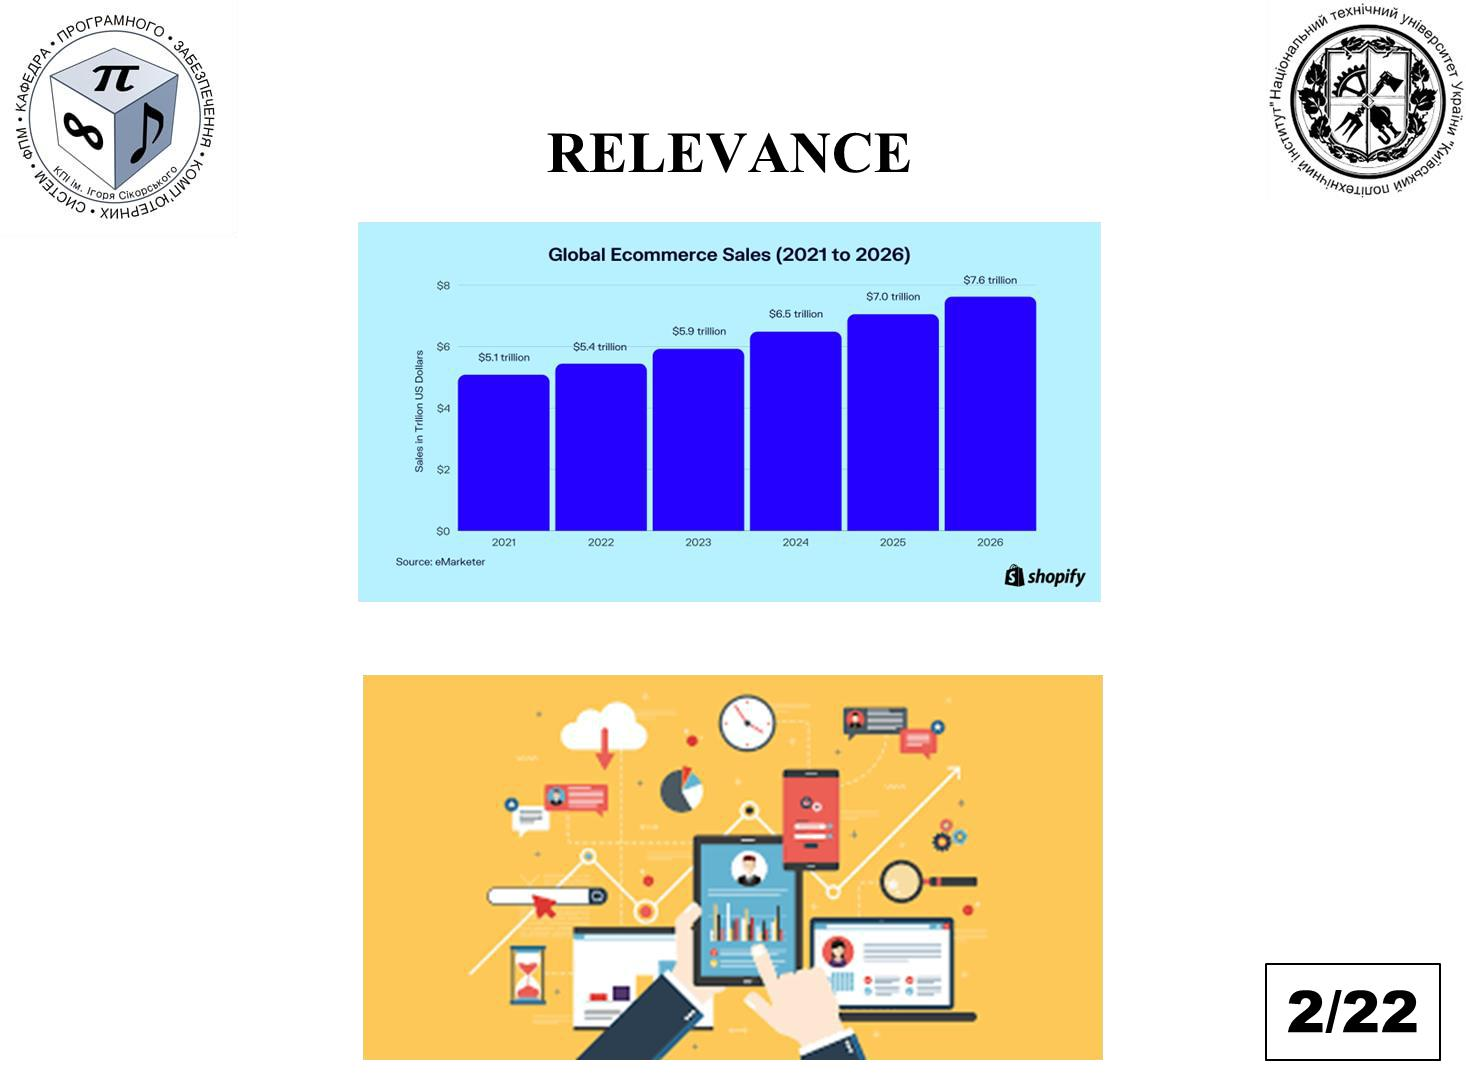 • КАФЕДРА • ПРОГРАМНОГО • ЗАБЕЗПЕЧЕННЯ • КОМП'ЮТЕРНИХ • СИСТЕМ • ФПМ
π
КПІ ім. Ігоря Сікорського
Національний технічний університет України "Київський політехнічний інститут"
RELEVANCE
Global Ecommerce Sales (2021 to 2026)
Sales in Trillion US Dollars
$8
$6
$4
$2
$0
$5.1 trillion
$5.4 trillion
$5.9 trillion
$6.5 trillion
$7.0 trillion
$7.6 trillion
2021 2022 2023 2024 2025 2026
Source: eMarketer
shopify
2/22